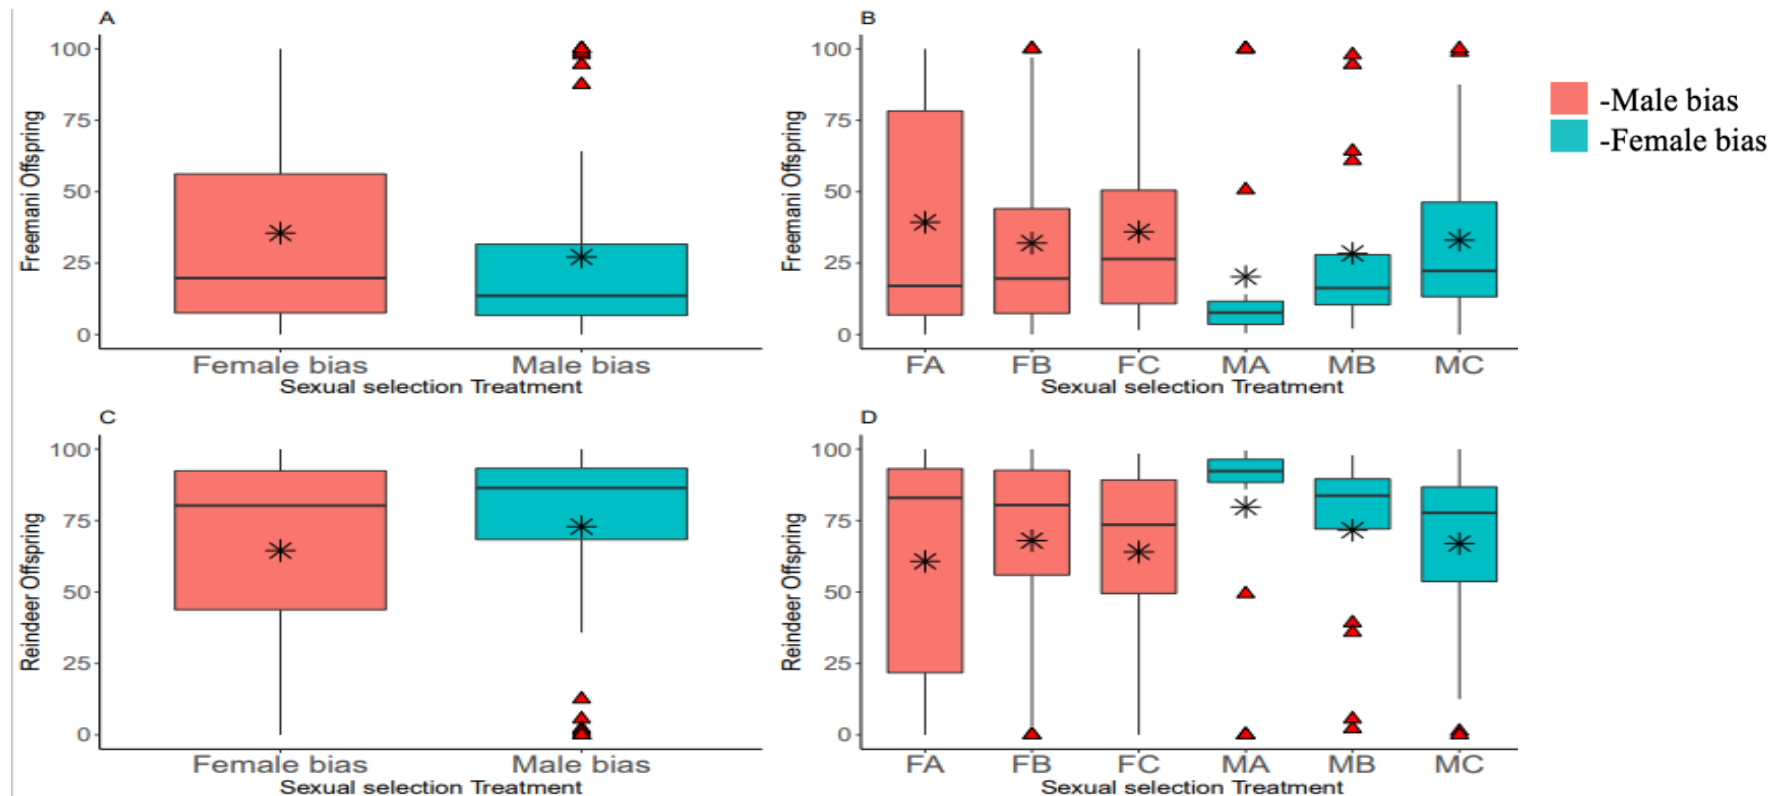 A
Freemani Offspring
100
75
50
25
0
Female bias Male bias
Sexual selection Treatment
B
Freemani Offspring
100
75
50
25
0
FA FB FC MA MB MC
Sexual selection Treatment
-Male bias
-Female bias
C
Reindeer Offspring
100
75
50
25
0
Female bias Male bias
Sexual selection Treatment
D
Reindeer Offspring
100
75
50
25
0
FA FB FC MA MB MC
Sexual selection Treatment